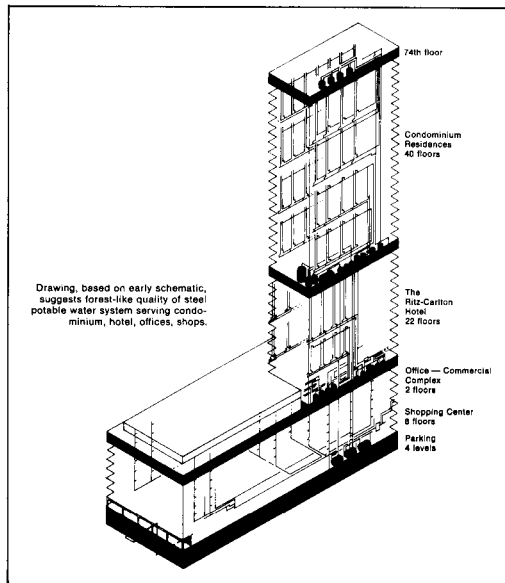 74th floor
Condominium
Residences
40 floors
Drawing, based on early schematic,
suggests forest-like quality of steel
potable water system serving condo-
minium, hotel, offices, shops.
The
Ritz-Carlton
Hotel
22 floors
Office — Commercial
Complex
2 floors
Shopping Center
8 floors
Parking
4 levels